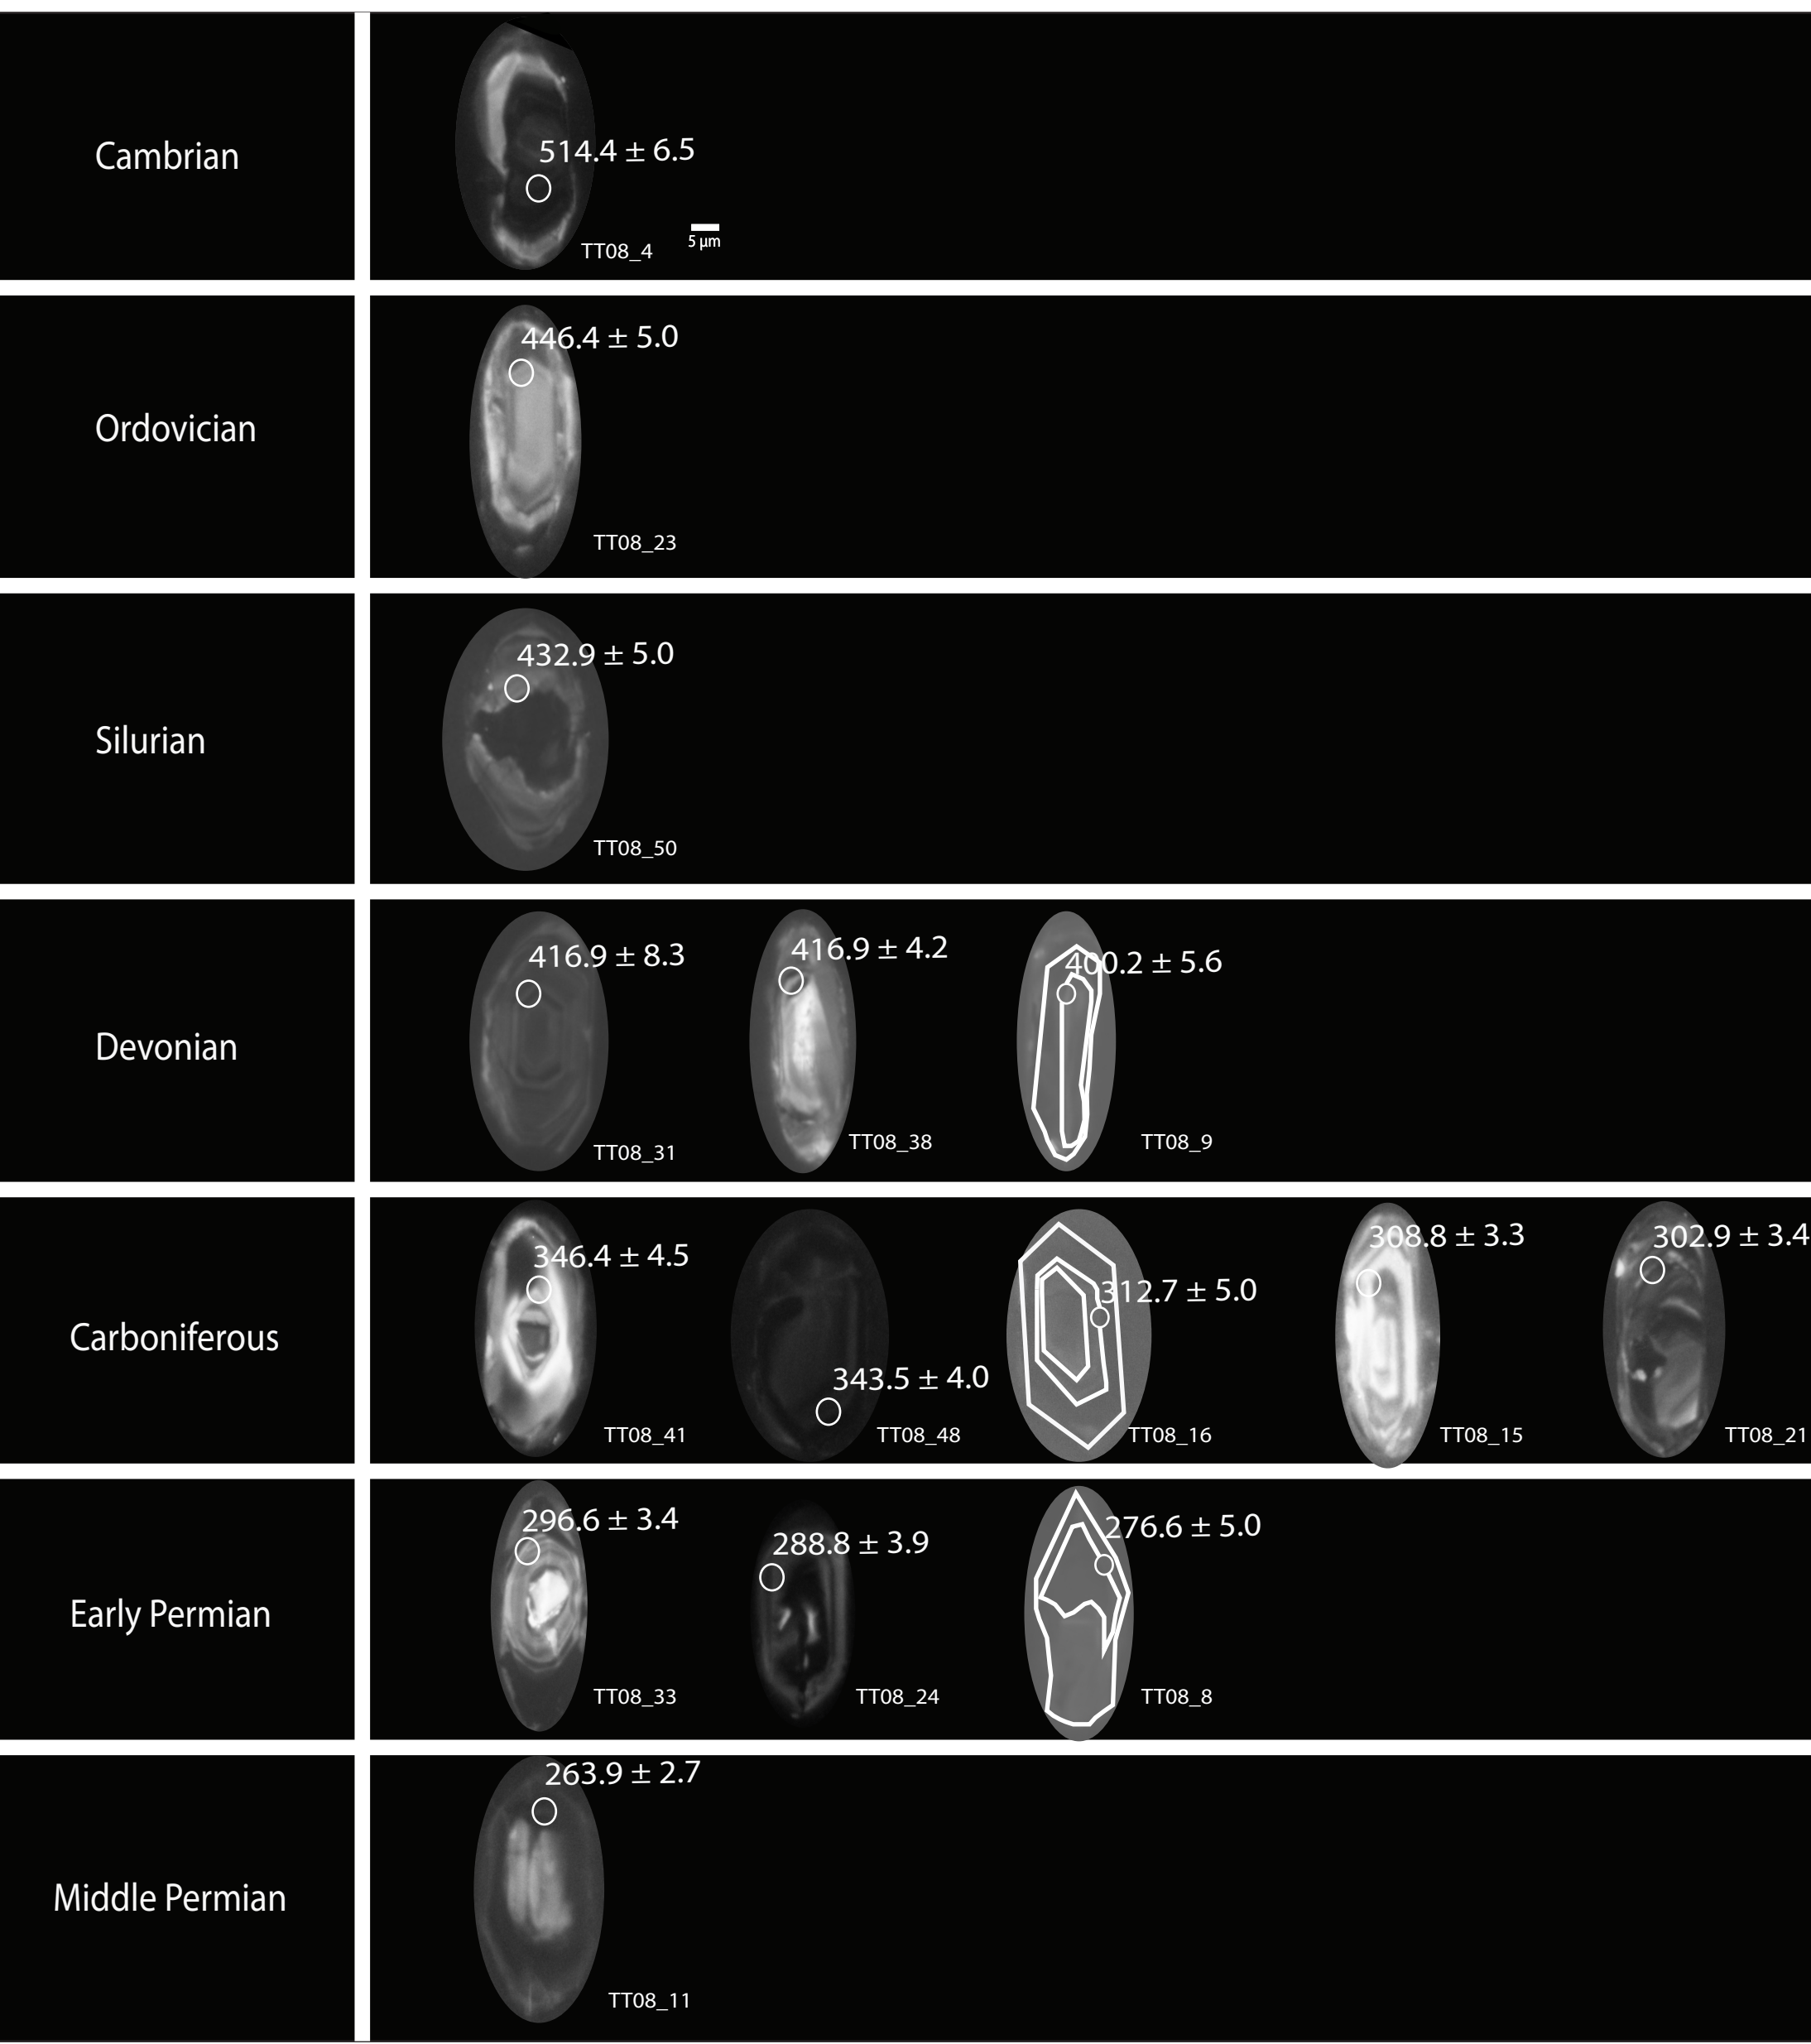 Cambrian
514.4 ± 6.5
TT08_4
5 µm
Ordovician
446.4 ± 5.0
TT08_23
Silurian
432.9 ± 5.0
TT08_50
Devonian
416.9 ± 8.3
TT08_31
416.9 ± 4.2
TT08_38
400.2 ± 5.6
TT08_9
Carboniferous
346.4 ± 4.5
TT08_41
343.5 ± 4.0
TT08_48
312.7 ± 5.0
TT08_16
308.8 ± 3.3
TT08_15
302.9 ± 3.4
TT08_21
Early Permian
296.6 ± 3.4
TT08_33
288.8 ± 3.9
TT08_24
276.6 ± 5.0
TT08_8
Middle Permian
263.9 ± 2.7
TT08_11